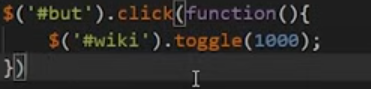 $('#but').click(function(){
    $('#wiki').toggle(1000);
})